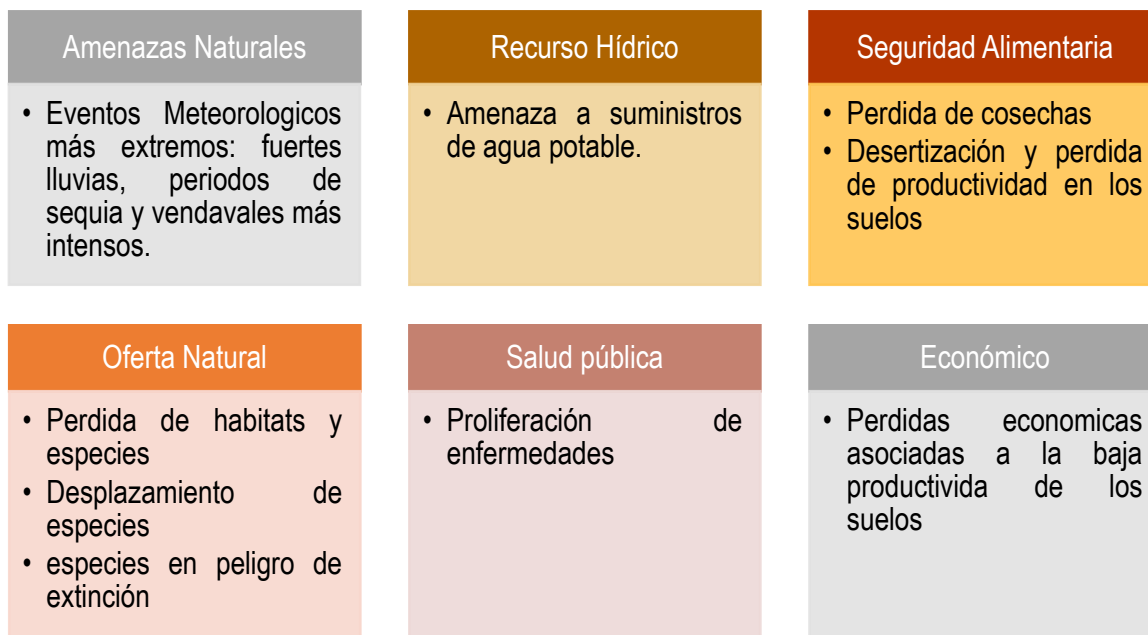 Amenazas Naturales
• Eventos Meteorologicos
más extremos: fuertes
lluvias, periodos de
sequia y vendavales más
intensos.
Recurso Hídrico
• Amenaza a suministros
de agua potable.
Seguridad Alimentaria
• Perdida de cosechas
• Desertización y perdida
de productividad en los
suelos
Oferta Natural
• Perdida de habitats y
especies
• Desplazamiento de
especies
• especies en peligro de
extinción
Salud pública
• Proliferación de
enfermedades
Económico
• Perdidas economicas
asociadas a la baja
productivida de los
suelos